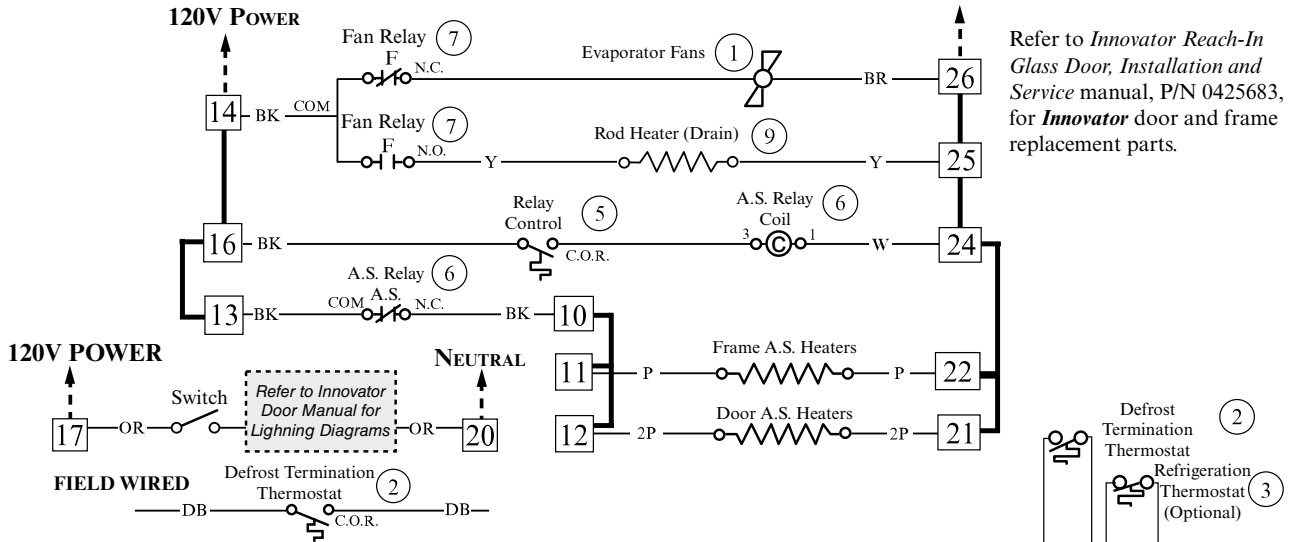 120V POWER
Fan Relay 7
F
N.C.
Evaporator Fans 1
BR
26
14
BK
COM
Fan Relay 7
F
N.O.
Y
Rod Heater (Drain) 9
Y
25
Refer to Innovator Reach-In
Glass Door, Installation and
Service manual, P/N 0425683,
for Innovator door and frame
replacement parts.
16
BK
Relay
Control
5
C.O.R.
A.S. Relay
Coil
6
3
C
1
W
24
13
BK
A.S. Relay 6
COM
A.S.
N.C.
BK
10
11
P
Frame A.S. Heaters
P
22
12
2P
Door A.S. Heaters
2P
21
120V POWER
NEUTRAL
17
OR
Switch
Refer to Innovator
Door Manual for
Lighning Diagrams
OR
20
FIELD WIRED
DB
Defrost Termination
Thermostat
2
C.O.R.
DB
Defrost
Termination
Thermostat
2
Refrigeration
Thermostat
(Optional)
3